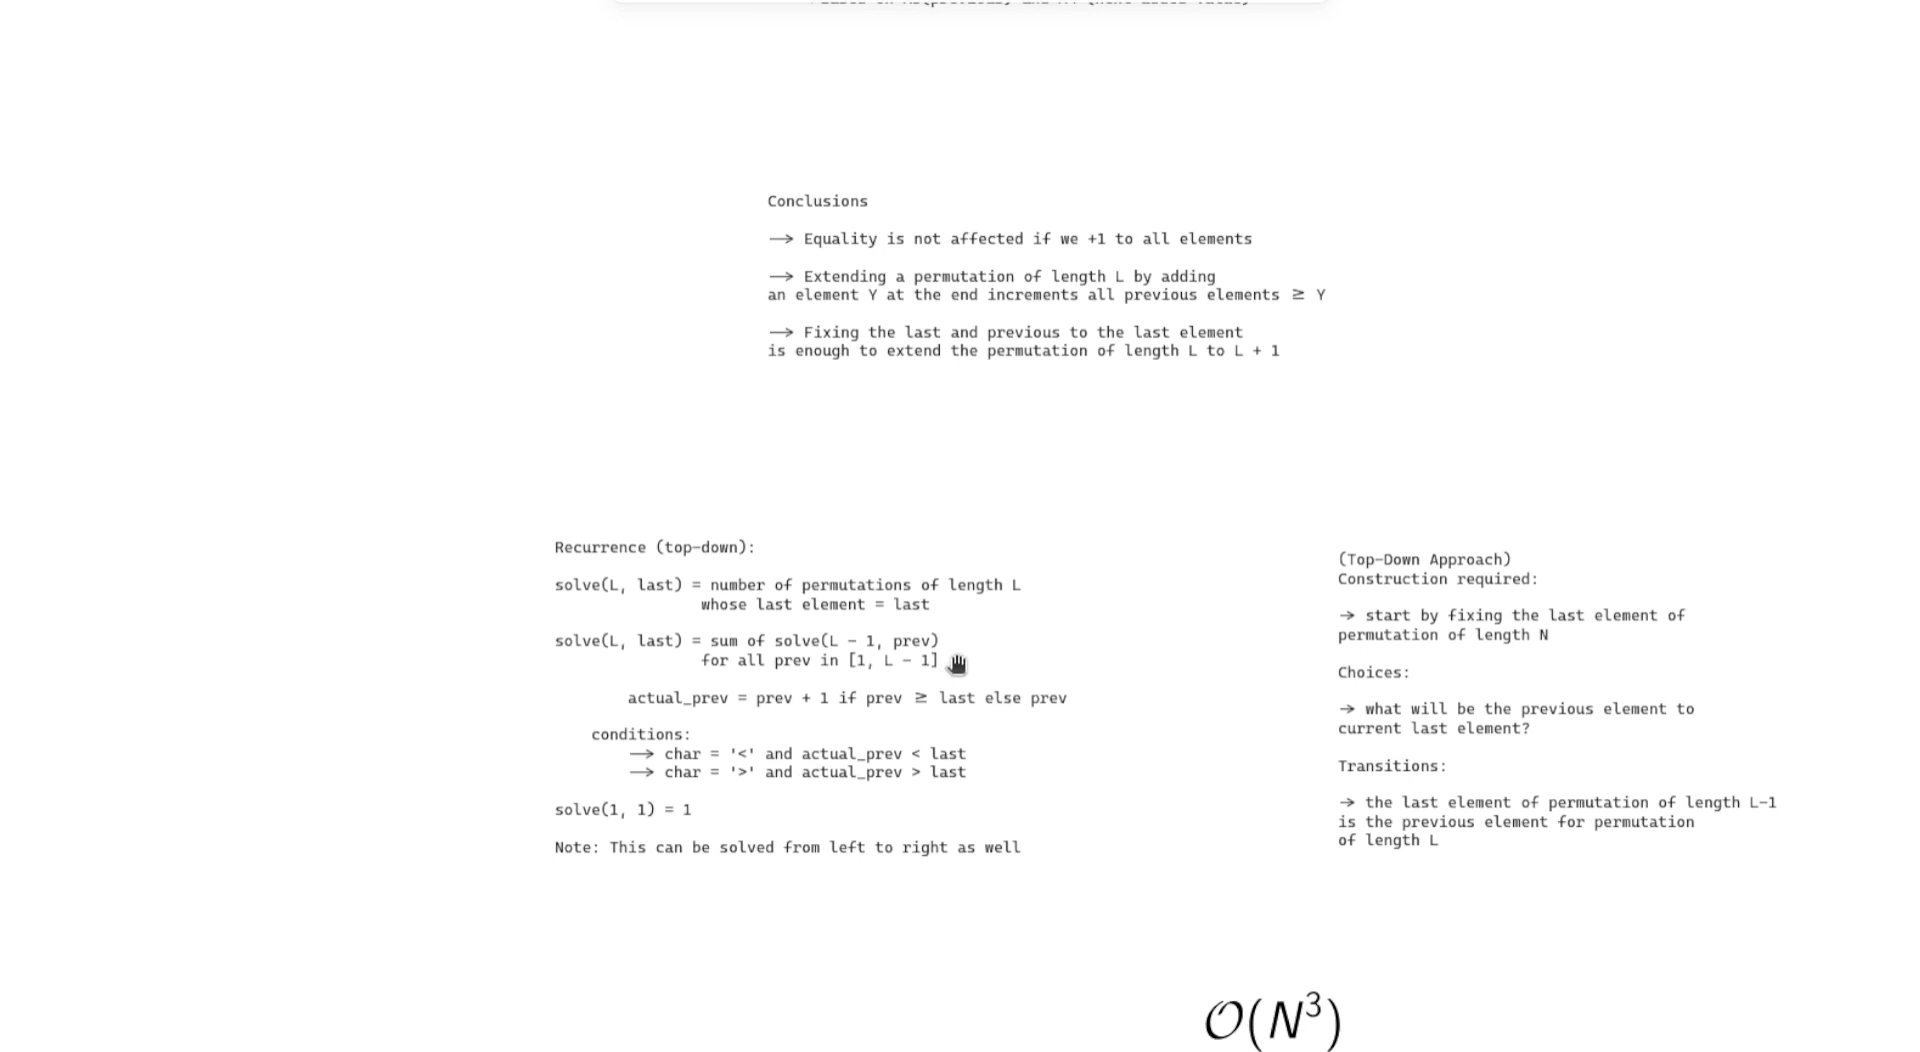 Conclusions
→ Equality is not affected if we +1 to all elements
→ Extending a permutation of length L by adding
an element Y at the end increments all previous elements ≥ Y
→ Fixing the last and previous to the last element
is enough to extend the permutation of length L to L + 1
Recurrence (top-down):
solve(L, last) = number of permutations of length L
whose last element = last
solve(L, last) = sum of solve(L - 1, prev)
for all prev in [1, L - 1]
actual_prev = prev + 1 if prev ≥ last else prev
conditions:
→ char = '<' and actual_prev < last
→ char = '>' and actual_prev > last
solve(1, 1) = 1
Note: This can be solved from left to right as well
(Top-Down Approach)
Construction required:
→ start by fixing the last element of
permutation of length N
Choices:
→ what will be the previous element to
current last element?
Transitions:
→ the last element of permutation of length L-1
is the previous element for permutation
of length L
O(N³)